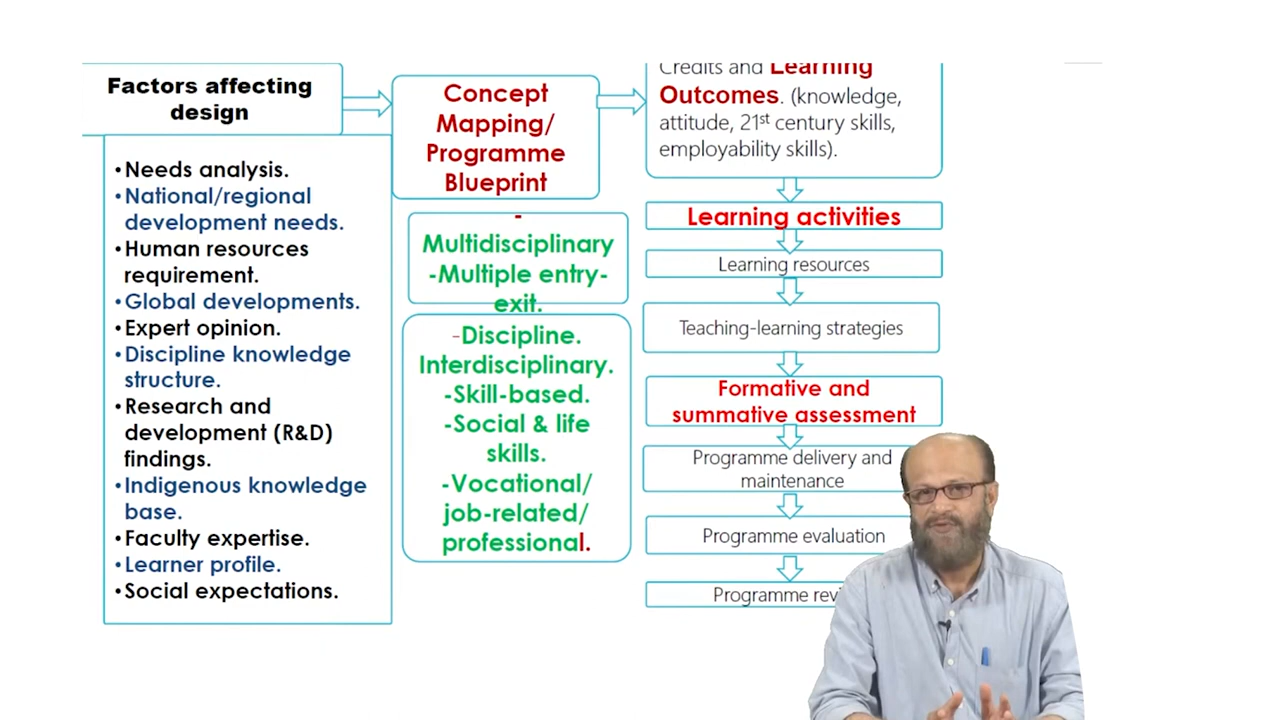 Factors affecting
design
•Needs analysis.
•National/regional
development needs.
•Human resources
requirement.
•Global developments.
•Expert opinion.
•Discipline knowledge
structure.
•Research and
development (R&D)
findings.
•Indigenous knowledge
base.
•Faculty expertise.
•Learner profile.
•Social expectations.
Concept
Mapping/
Programme
Blueprint
-
Multidisciplinary
-Multiple entry-
exit.
-Discipline.
Interdisciplinary.
-Skill-based.
-Social & life
skills.
-Vocational/
job-related/
professional.
Credits and Learning
Outcomes. (knowledge,
attitude, 21st century skills,
employability skills).
Learning activities
Learning resources
Teaching-learning strategies
Formative and
summative assessment
Programme delivery and
maintenance
Programme evaluation
Programme